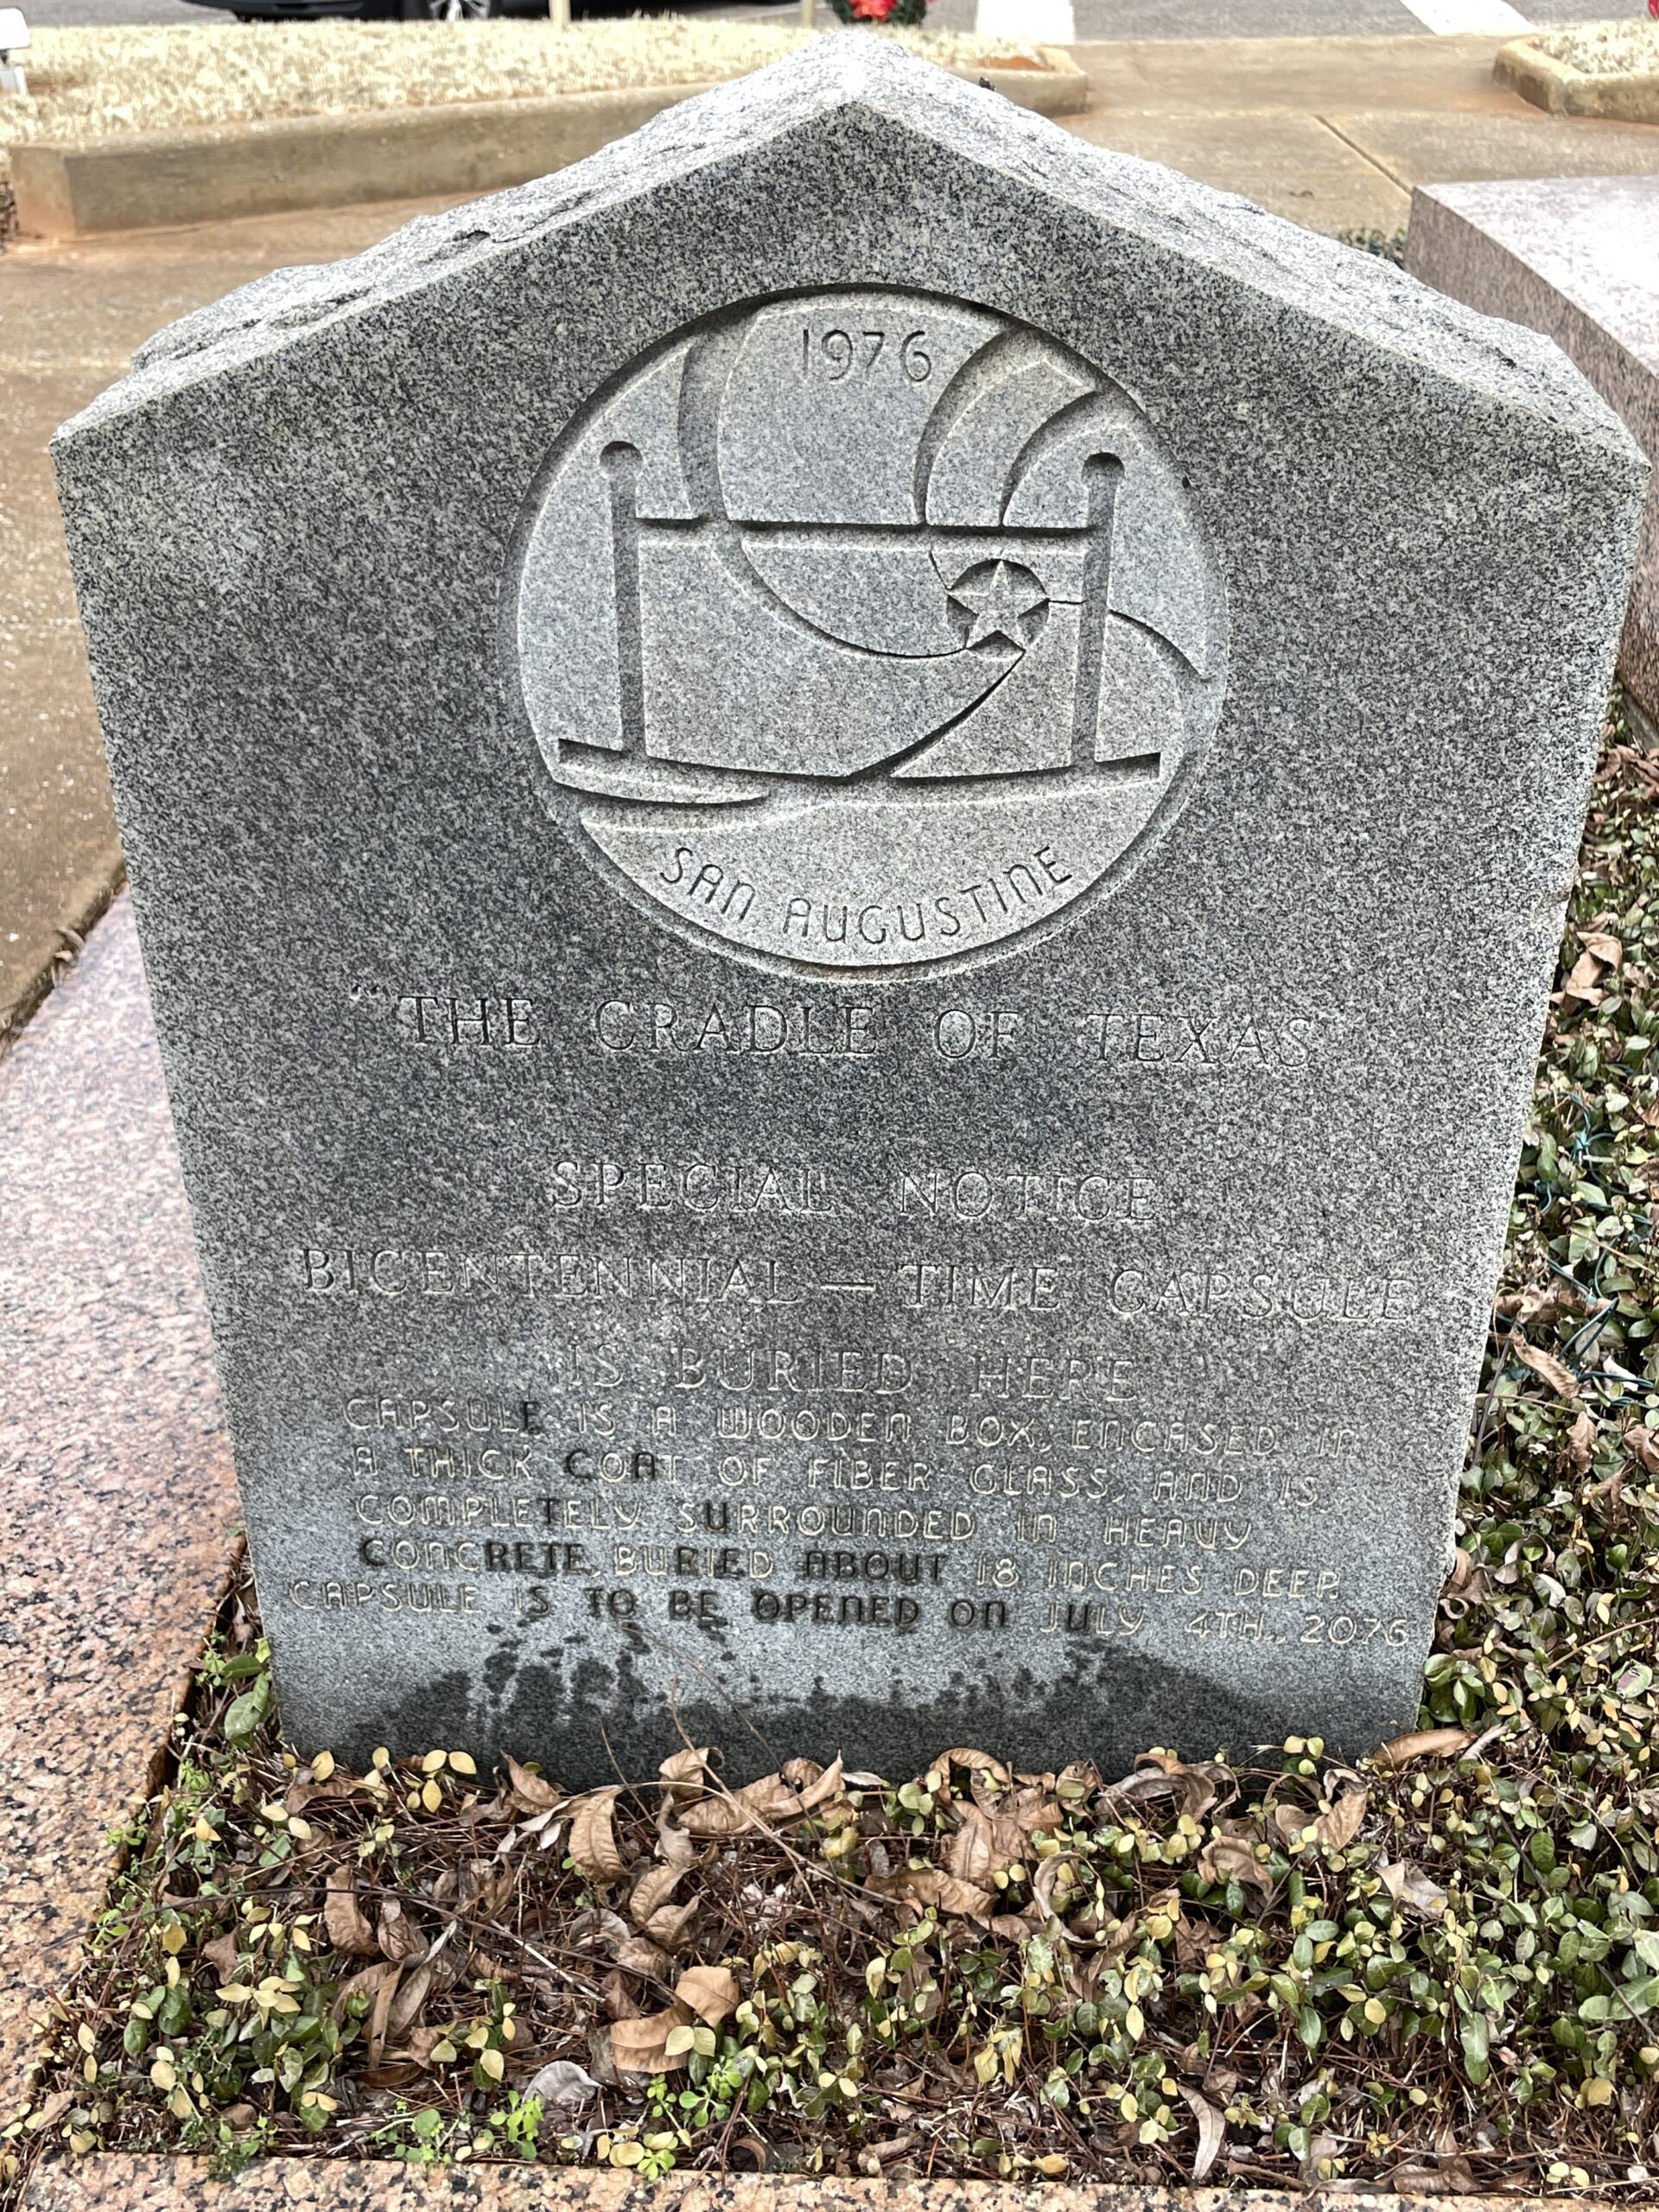 1976
SAN AUGUSTINE
"THE CRADLE OF TEXAS
SPECIAL NOTICE
BICENTENNIAL — TIME CAPSULE
IS BURIED HERE
CAPSULE IS A WOODEN BOX, ENCASED IN
A THICK COAT OF FIBER GLASS, AND IS
COMPLETELY SURROUNDED IN HEAVY
CONCRETE, BURIED ABOUT 18 INCHES DEEP.
CAPSULE IS TO BE OPENED ON JULY 4TH., 2076